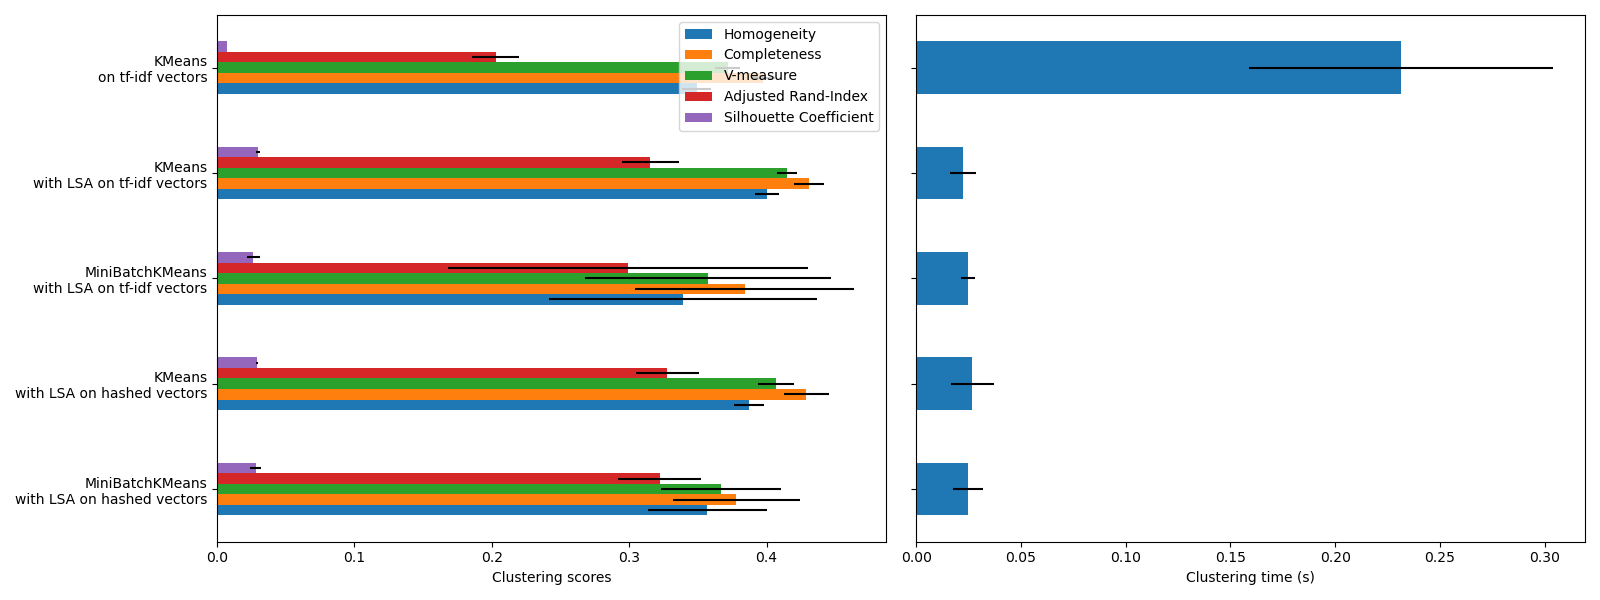 KMeans
on tf-idf vectors
KMeans
with LSA on tf-idf vectors
MiniBatchKMeans
with LSA on tf-idf vectors
KMeans
with LSA on hashed vectors
MiniBatchKMeans
with LSA on hashed vectors
Homogeneity
Completeness
V-measure
Adjusted Rand-Index
Silhouette Coefficient
0.0 0.1 0.2 0.3 0.4
Clustering scores
0.00 0.05 0.10 0.15 0.20 0.25 0.30
Clustering time (s)